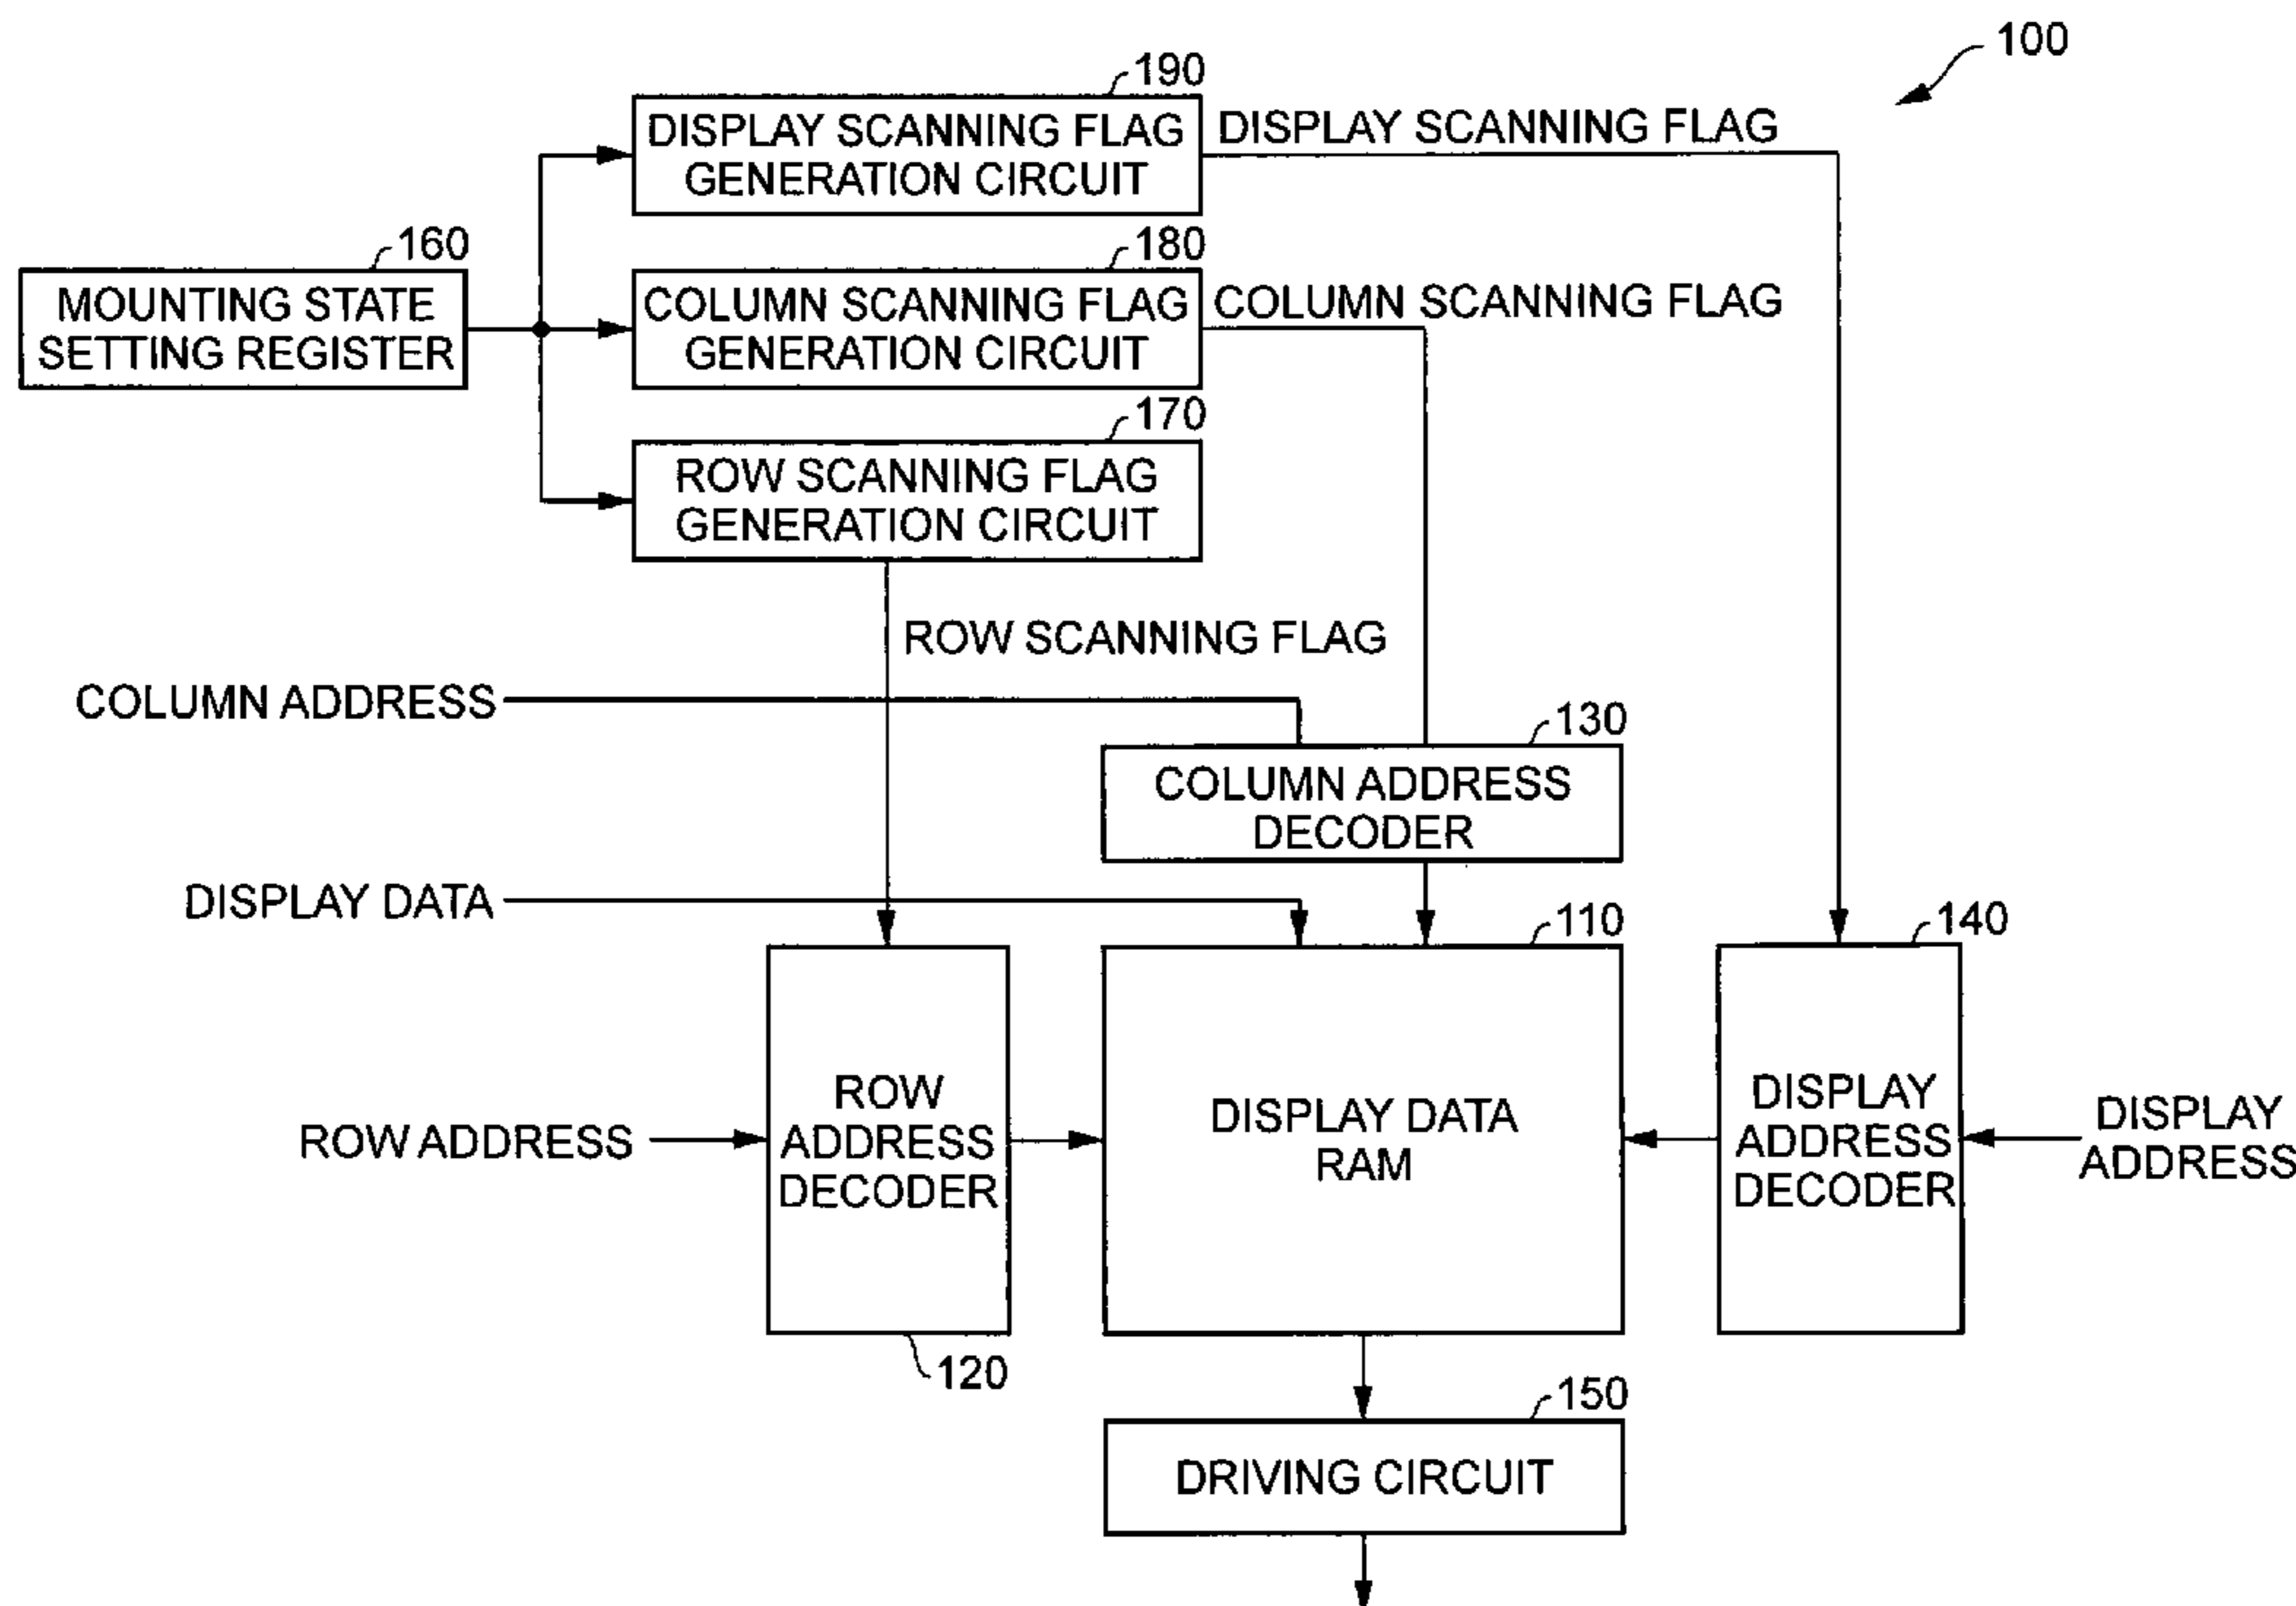 100
190
DISPLAY SCANNING FLAG
GENERATION CIRCUIT
DISPLAY SCANNING FLAG
160
MOUNTING STATE
SETTING REGISTER
180
COLUMN SCANNING FLAG
GENERATION CIRCUIT
COLUMN SCANNING FLAG
170
ROW SCANNING FLAG
GENERATION CIRCUIT
ROW SCANNING FLAG
COLUMN ADDRESS
130
COLUMN ADDRESS
DECODER
DISPLAY DATA
110
140
ROW ADDRESS
ROW
ADDRESS
DECODER
DISPLAY DATA
RAM
DISPLAY
ADDRESS
DECODER
DISPLAY
ADDRESS
120
150
DRIVING CIRCUIT